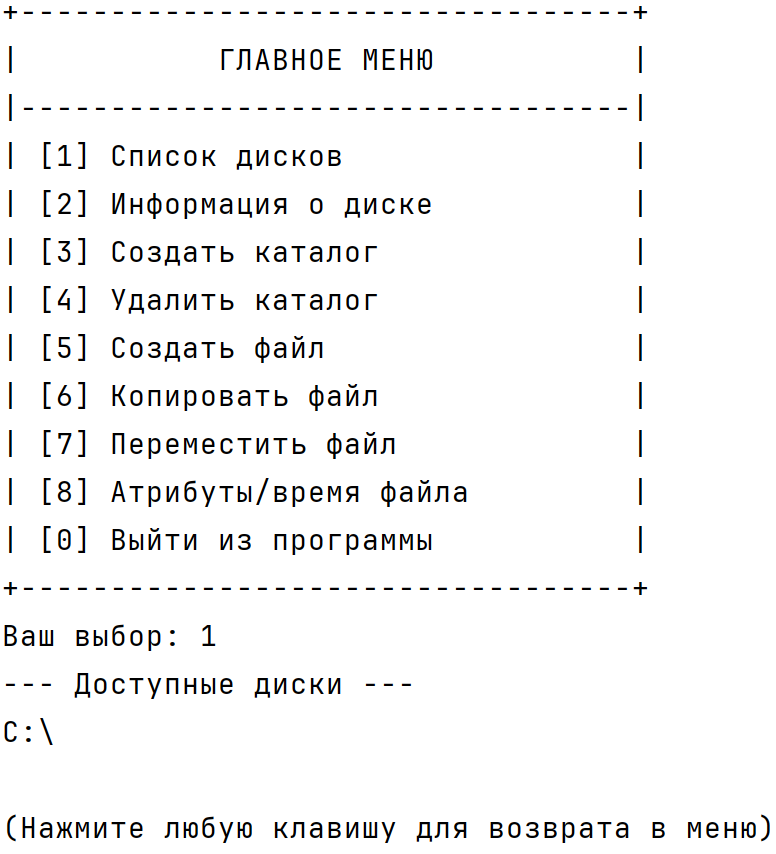 +----------------------------------+
|           ГЛАВНОЕ МЕНЮ           |
|----------------------------------|
| [1] Список дисков                |
| [2] Информация о диске           |
| [3] Создать каталог              |
| [4] Удалить каталог              |
| [5] Создать файл                 |
| [6] Копировать файл              |
| [7] Переместить файл             |
| [8] Атрибуты/время файла         |
| [0] Выйти из программы           |
+----------------------------------+
Ваш выбор: 1
--- Доступные диски ---
C:\
(Нажмите любую клавишу для возврата в меню)